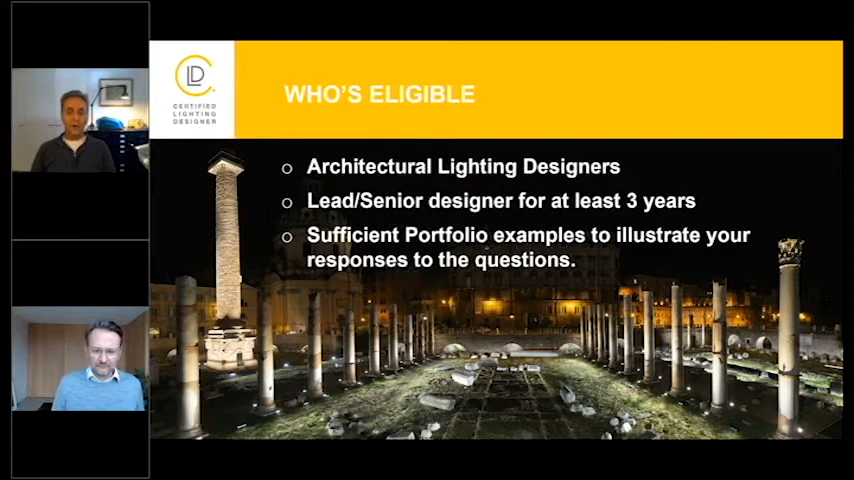 LD
CERTIFIED
LIGHTING
DESIGNER
WHO'S ELIGIBLE
Architectural Lighting Designers
Lead/Senior designer for at least 3 years
Sufficient Portfolio examples to illustrate your
responses to the questions.